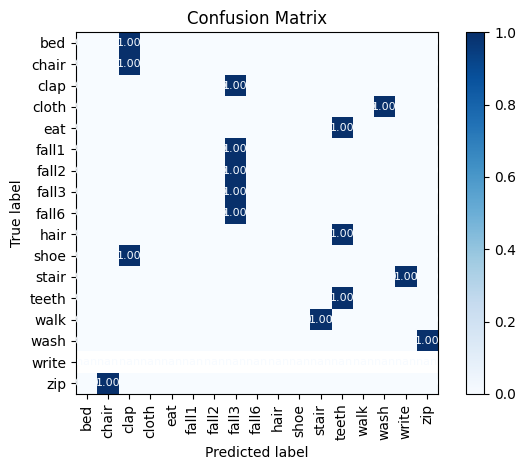 Confusion Matrix
True label
bed
1.00
chair
1.00
clap
1.00
cloth
1.00
eat
1.00
fall1
1.00
fall2
1.00
fall3
1.00
fall6
1.00
hair
1.00
shoe
1.00
stair
1.00
teeth
1.00
walk
1.00
wash
1.00
write
zip
1.00
bed
chair
clap
cloth
eat
fall1
fall2
fall3
fall6
hair
shoe
stair
teeth
walk
wash
write
zip
Predicted label
1.0
0.8
0.6
0.4
0.2
0.0